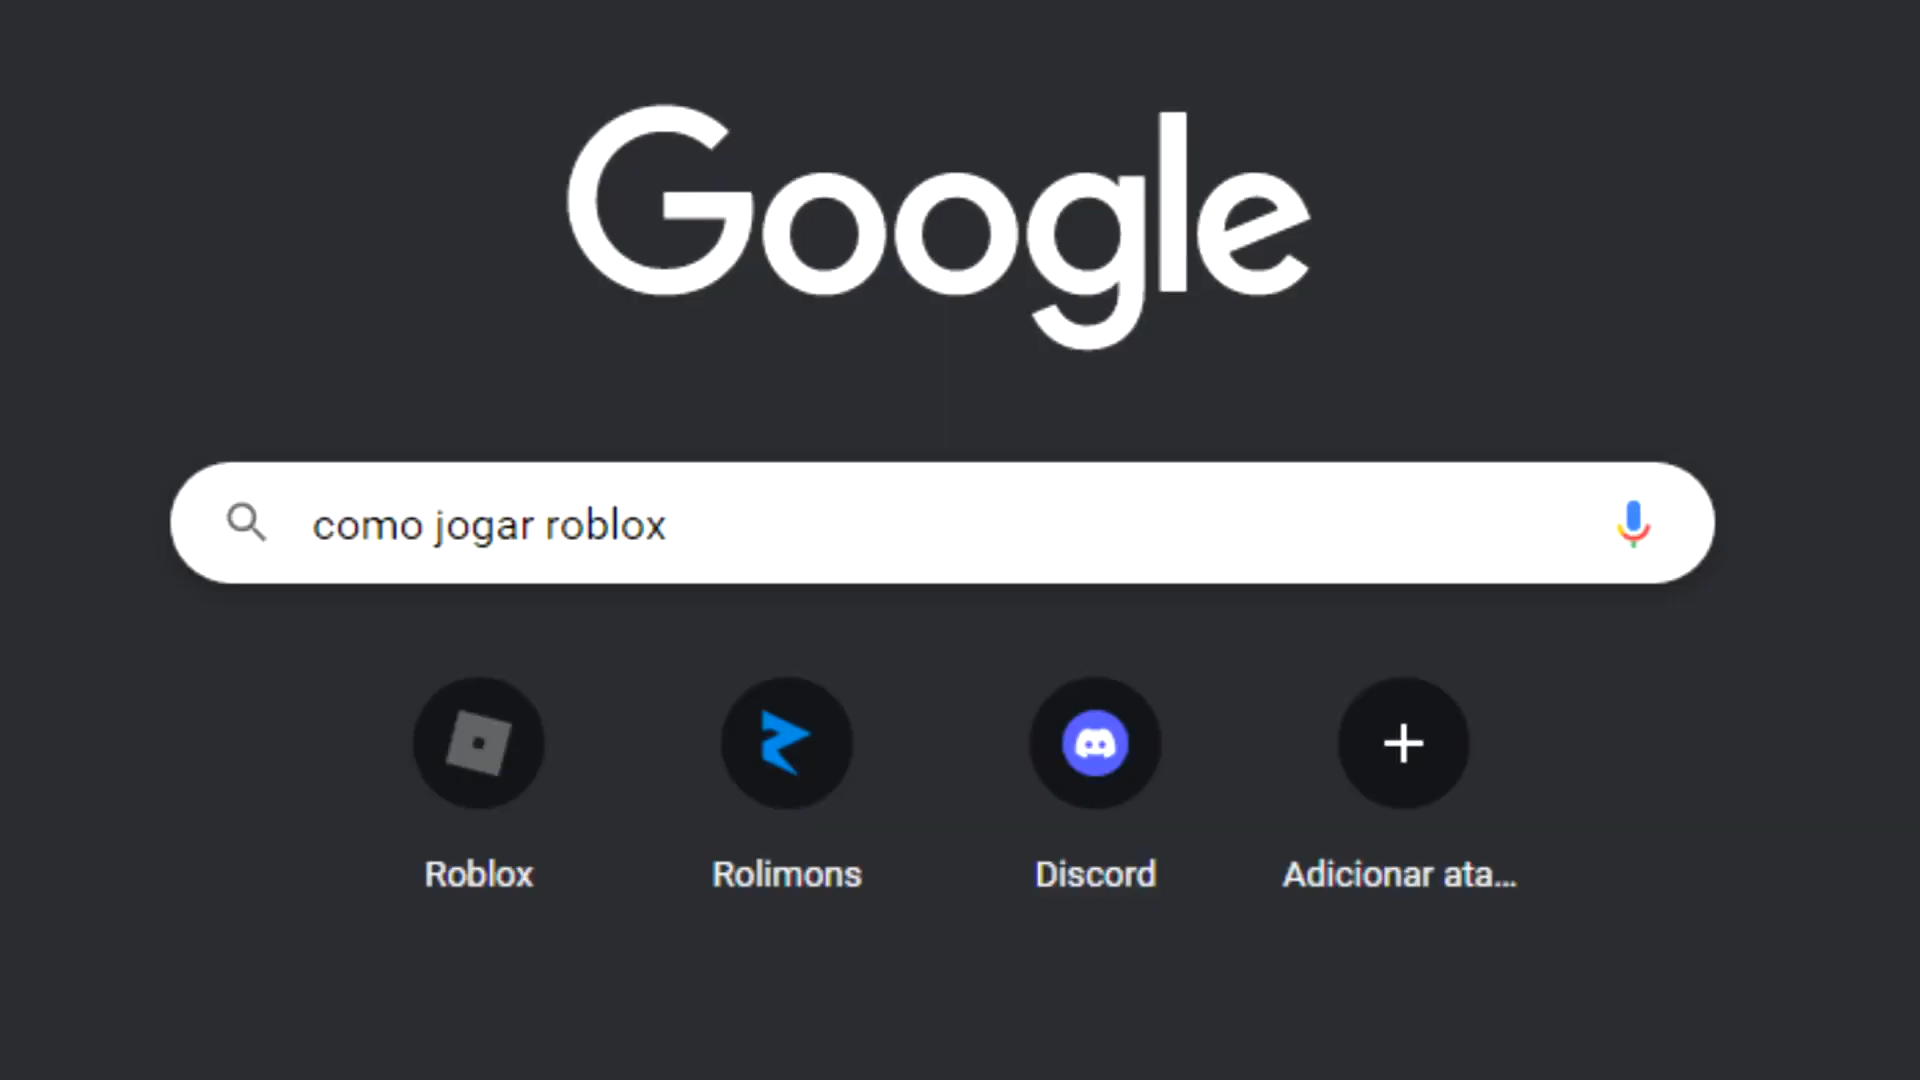 Google
como jogar roblox
Roblox
Rolimons
Discord
Adicionar ata...